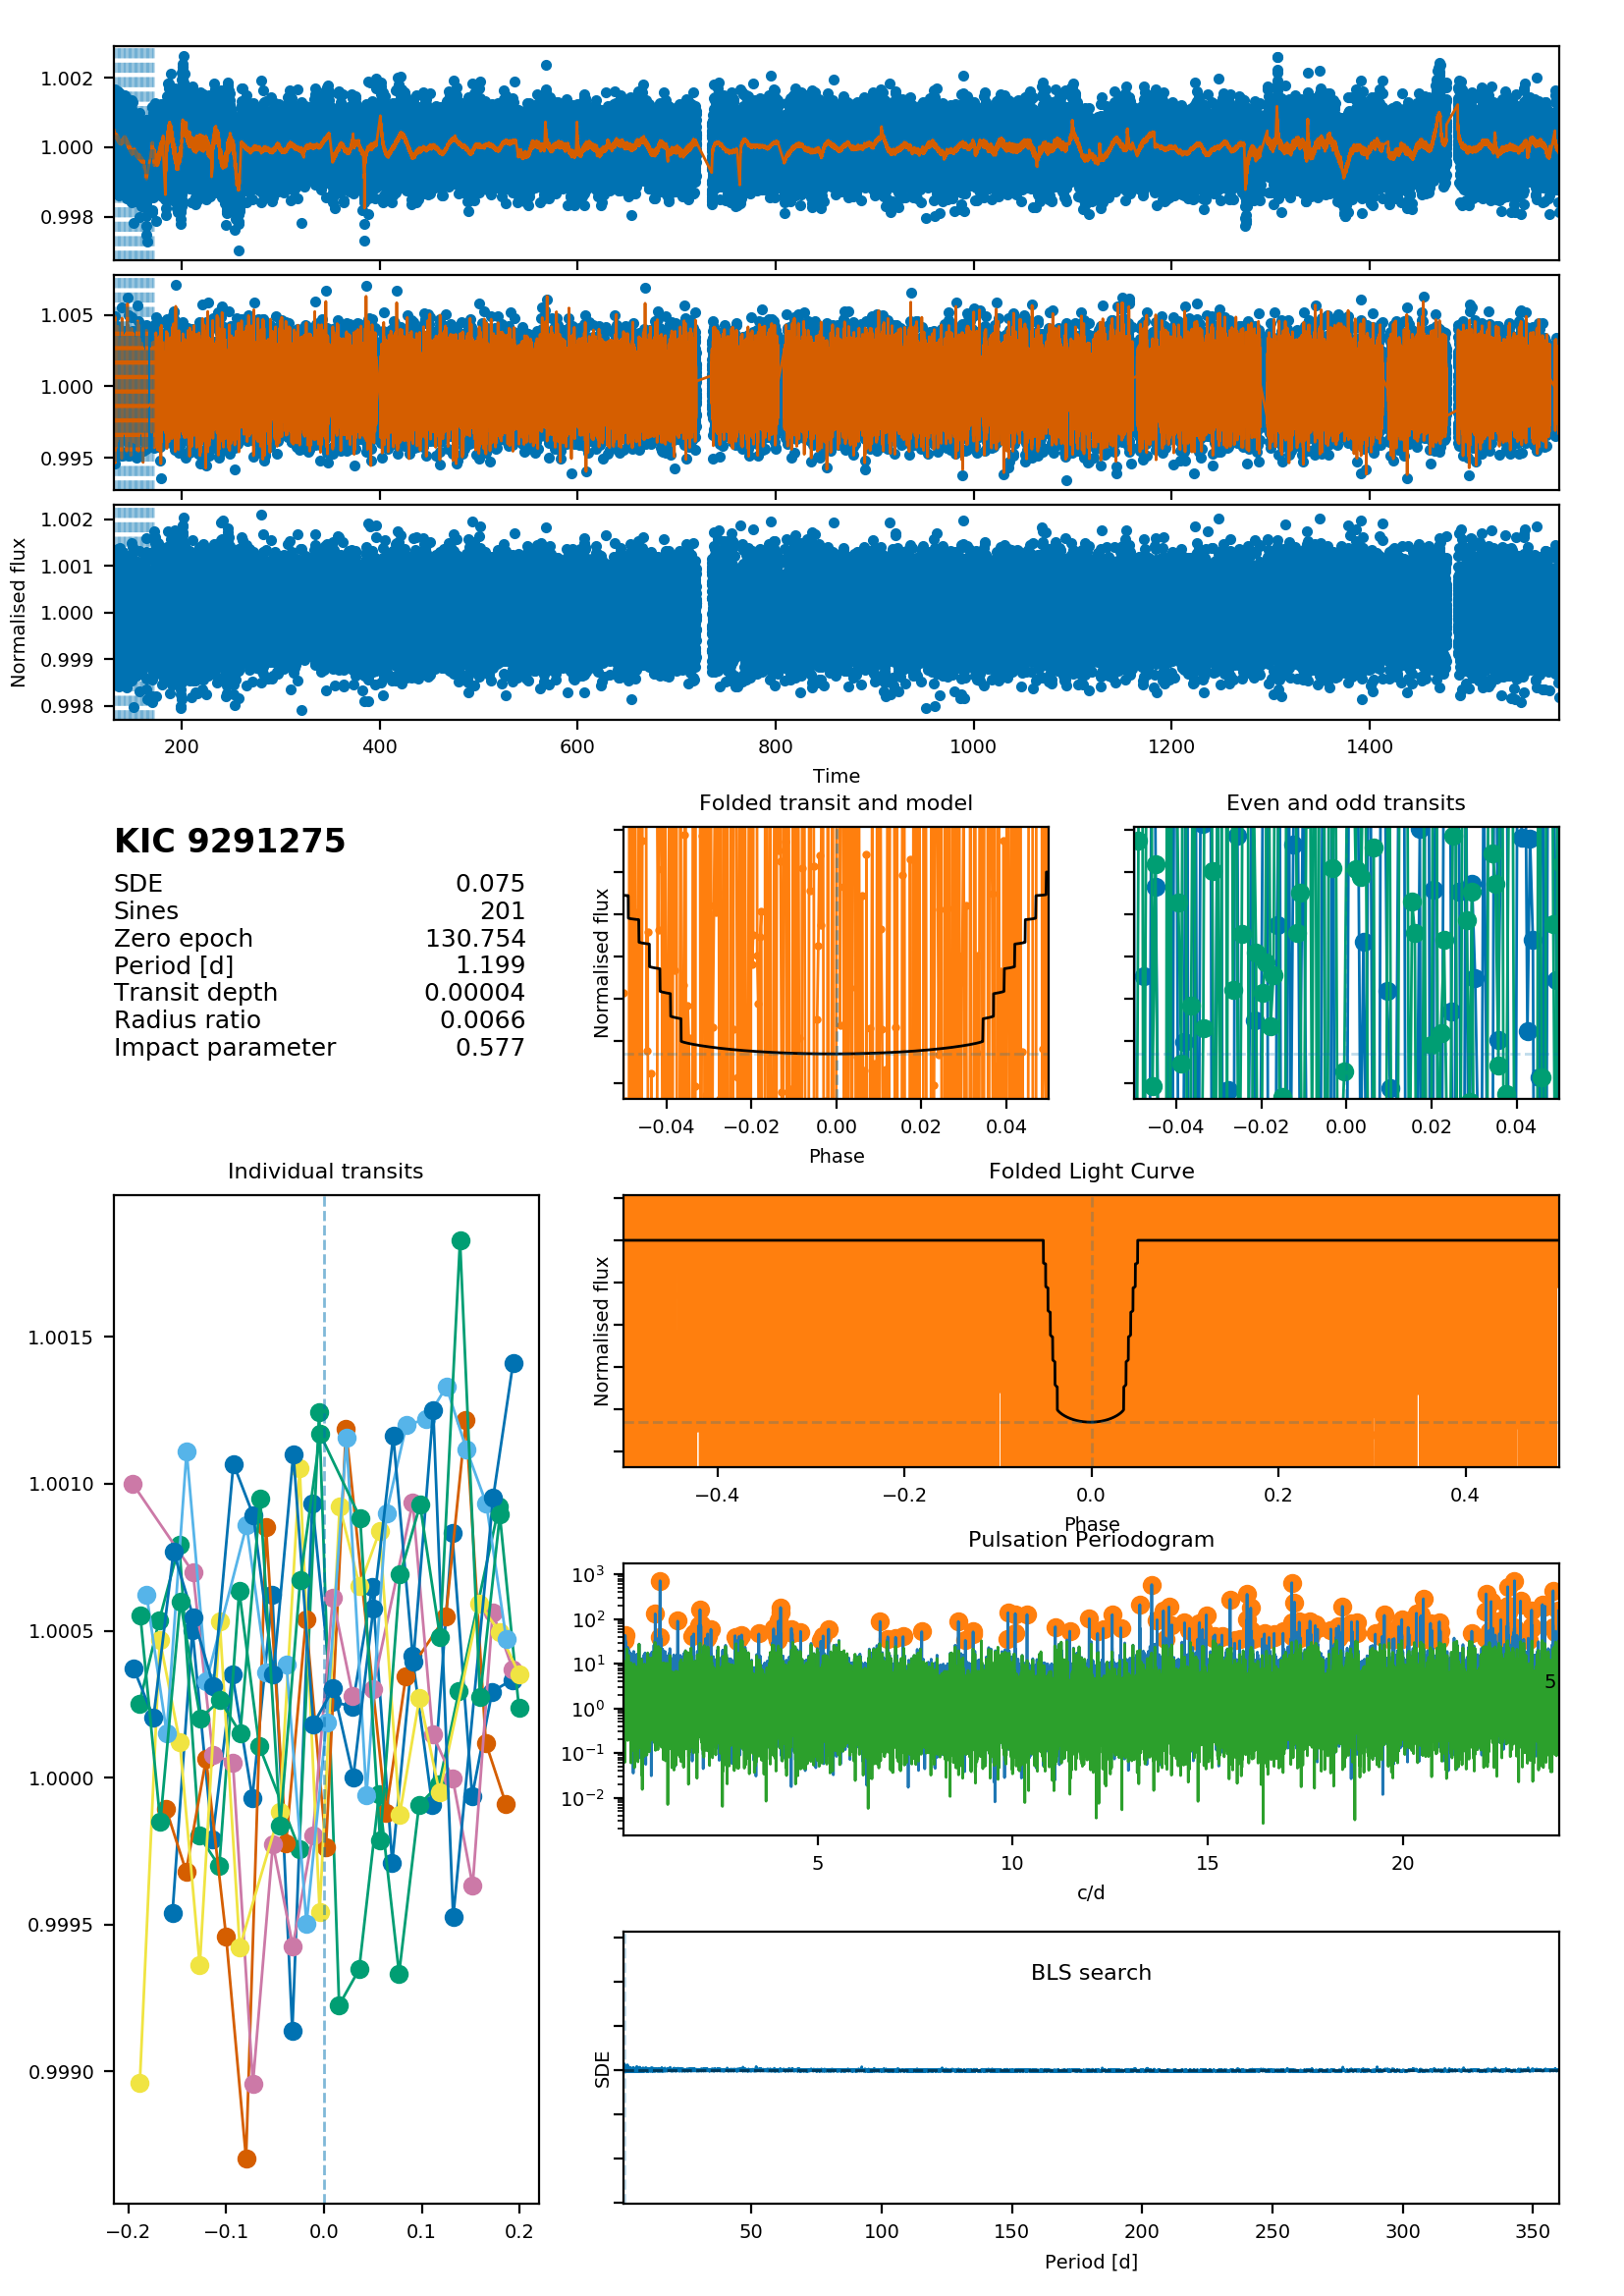 1.002
1.000
0.998
1.005
1.000
0.995
1.002
1.001
1.000
0.999
0.998
Normalised flux
200 400 600 800 1000 1200 1400
Time
KIC 9291275
SDE 0.075
Sines 201
Zero epoch 130.754
Period [d] 1.199
Transit depth 0.00004
Radius ratio 0.0066
Impact parameter 0.577
Folded transit and model
Normalised flux
−0.04 −0.02 0.00 0.02 0.04
Phase
Even and odd transits
−0.04 −0.02 0.00 0.02 0.04
Individual transits
1.0015
1.0010
1.0005
1.0000
0.9995
0.9990
−0.2 −0.1 0.0 0.1 0.2
Folded Light Curve
Normalised flux
−0.4 −0.2 0.0 0.2 0.4
Phase
Pulsation Periodogram
10³
10²
10¹
10⁰
10⁻¹
10⁻²
5
5 10 15 20
c/d
BLS search
SDE
50 100 150 200 250 300 350
Period [d]